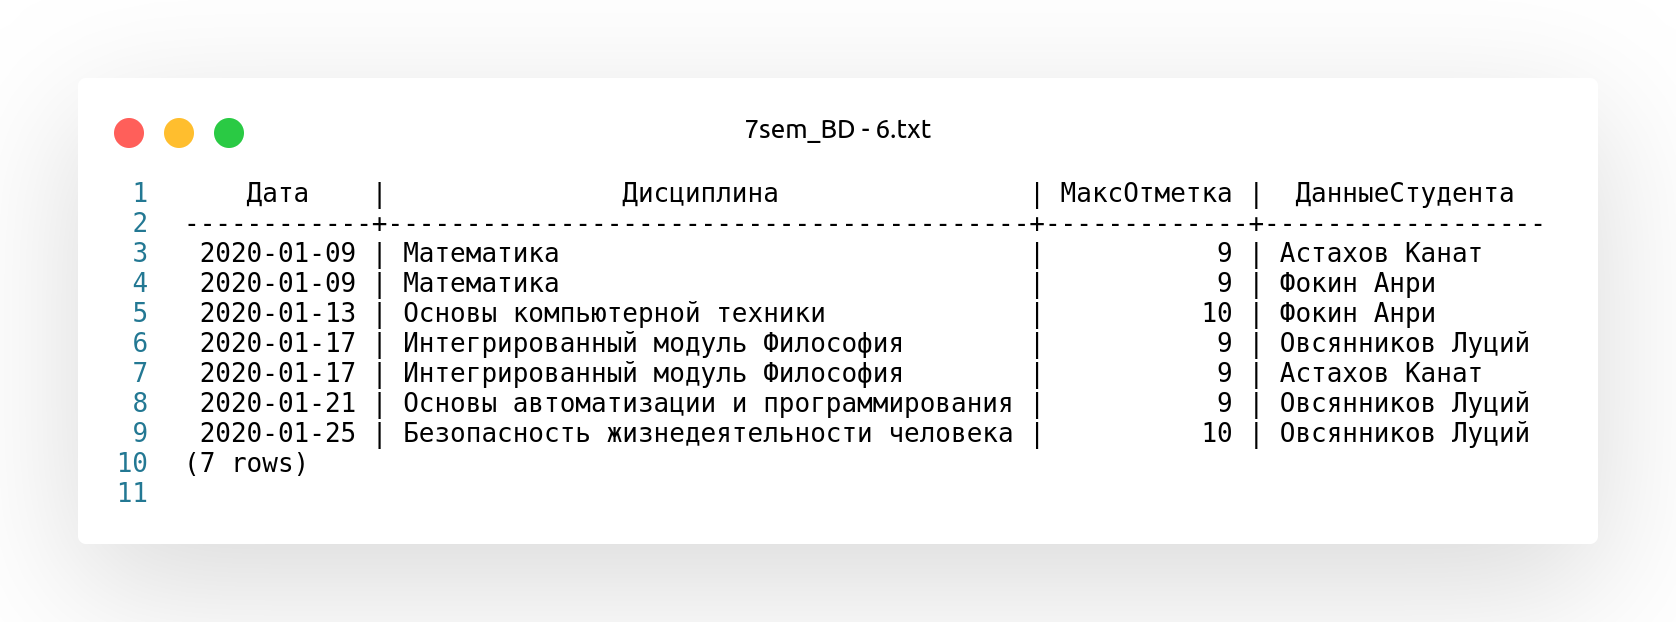 7sem_BD - 6.txt
1     Дата    |               Дисциплина                | МаксОтметка |  ДанныеСтудента
2 ------------+-----------------------------------------+-------------+------------------
3  2020-01-09 | Математика                              |           9 | Астахов Канат
4  2020-01-09 | Математика                              |           9 | Фокин Анри
5  2020-01-13 | Основы компьютерной техники             |          10 | Фокин Анри
6  2020-01-17 | Интегрированный модуль Философия        |           9 | Овсянников Луций
7  2020-01-17 | Интегрированный модуль Философия        |           9 | Астахов Канат
8  2020-01-21 | Основы автоматизации и программирования |           9 | Овсянников Луций
9  2020-01-25 | Безопасность жизнедеятельности человека |          10 | Овсянников Луций
10 (7 rows)
11